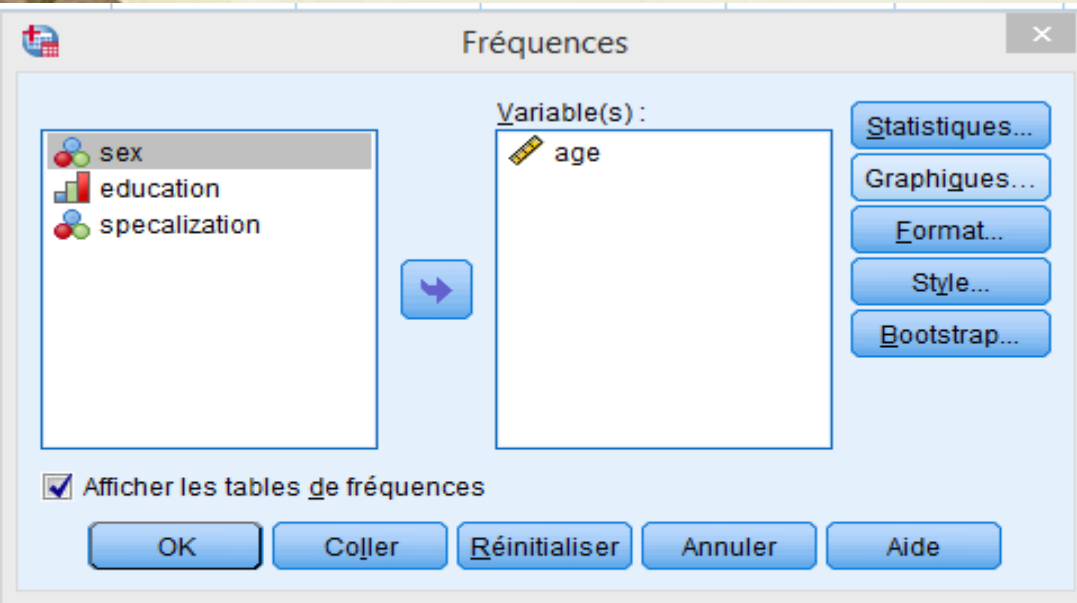 Fréquences
Variable(s) :
sex
education
specalization
age
Statistiques...
Graphiques...
Format...
Style...
Bootstrap...
Afficher les tables de fréquences
OK
Coller
Réinitialiser
Annuler
Aide